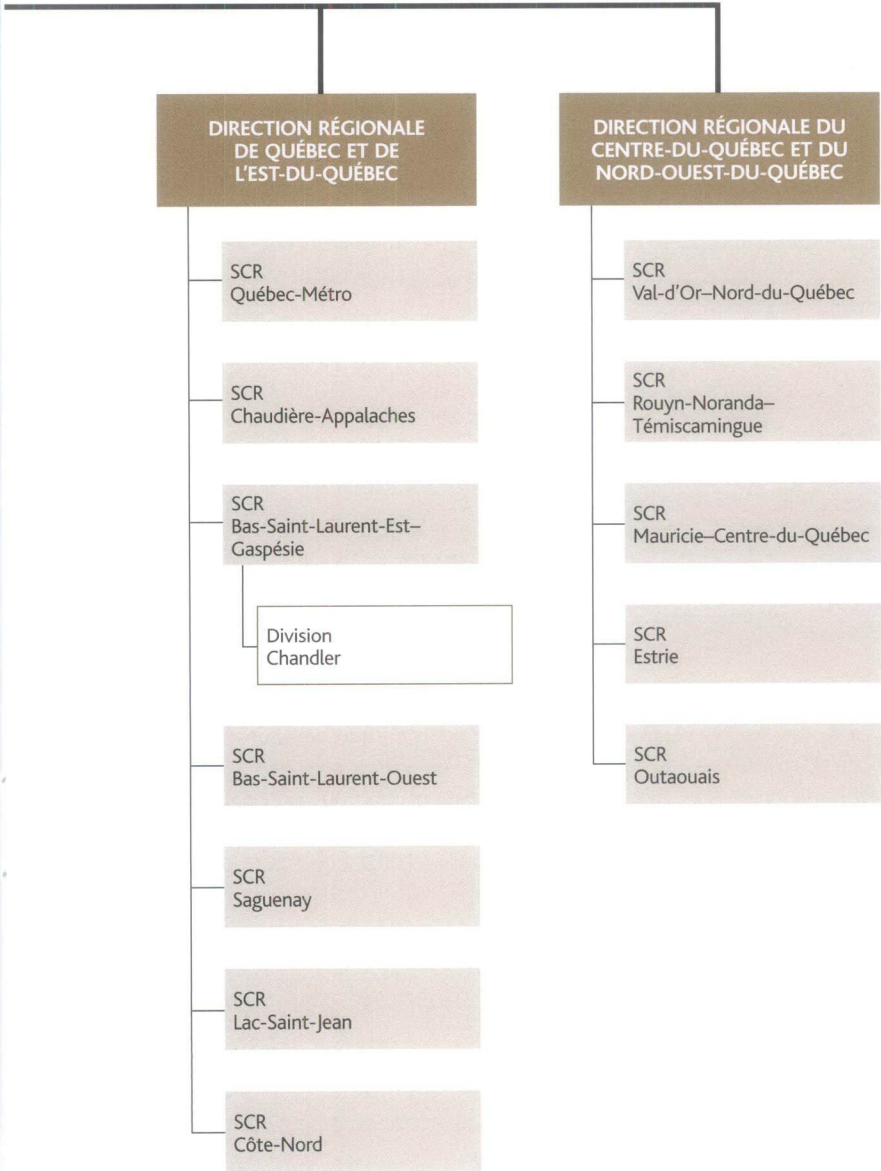 DIRECTION RÉGIONALE
DE QUÉBEC ET DE
L'EST-DU-QUÉBEC
SCR
Québec-Métro
SCR
Chaudière-Appalaches
SCR
Bas-Saint-Laurent-Est–
Gaspésie
Division
Chandler
SCR
Bas-Saint-Laurent-Ouest
SCR
Saguenay
SCR
Lac-Saint-Jean
SCR
Côte-Nord
DIRECTION RÉGIONALE DU
CENTRE-DU-QUÉBEC ET DU
NORD-OUEST-DU-QUÉBEC
SCR
Val-d'Or–Nord-du-Québec
SCR
Rouyn-Noranda–
Témiscamingue
SCR
Mauricie–Centre-du-Québec
SCR
Estrie
SCR
Outaouais